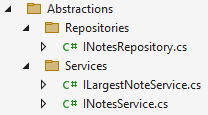 Abstractions
Repositories
C# INotesRepository.cs
Services
C# ILargestNoteService.cs
C# INotesService.cs